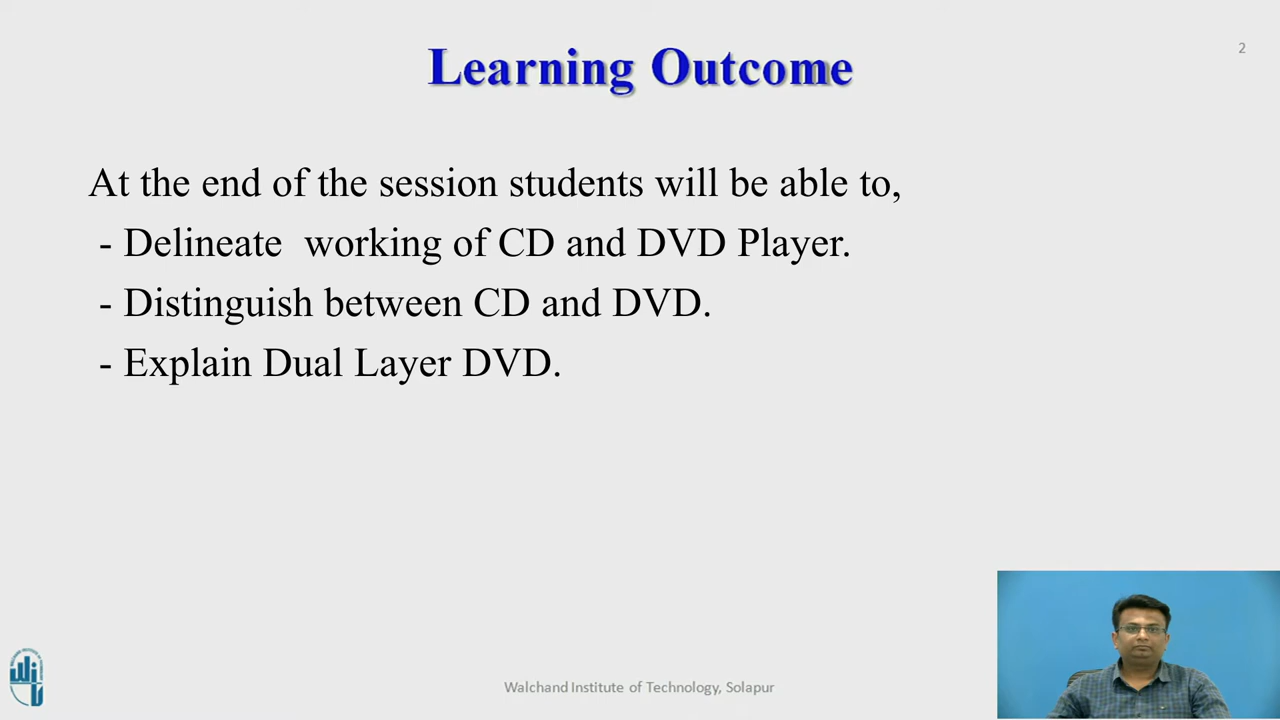 2
Learning Outcome
At the end of the session students will be able to,
- Delineate working of CD and DVD Player.
- Distinguish between CD and DVD.
- Explain Dual Layer DVD.
Walchand Institute of Technology, Solapur